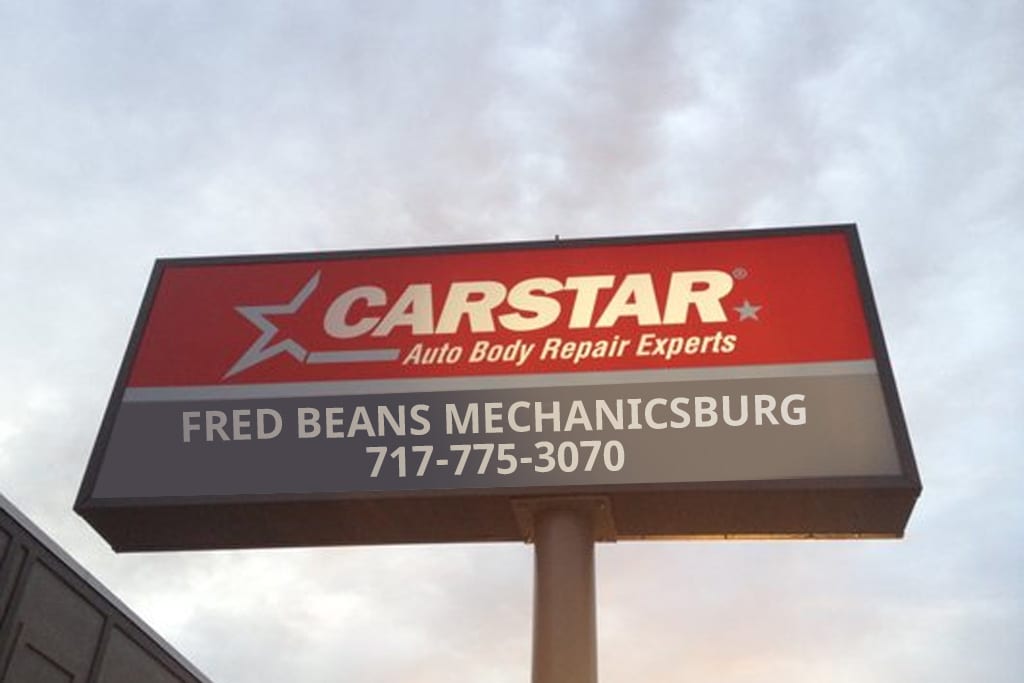 CARSTAR®
Auto Body Repair Experts
FRED BEANS MECHANICSBURG
717-775-3070